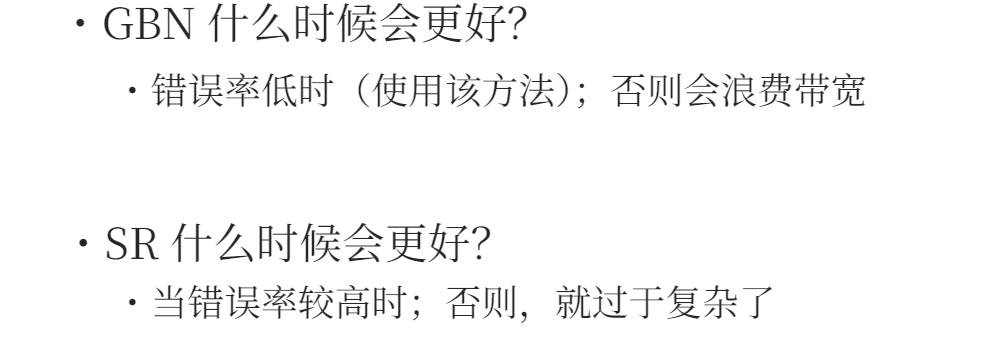 • GBN 什么时候会更好?
• 错误率低时（使用该方法）；否则会浪费带宽
• SR 什么时候会更好?
• 当错误率较高时；否则，就过于复杂了